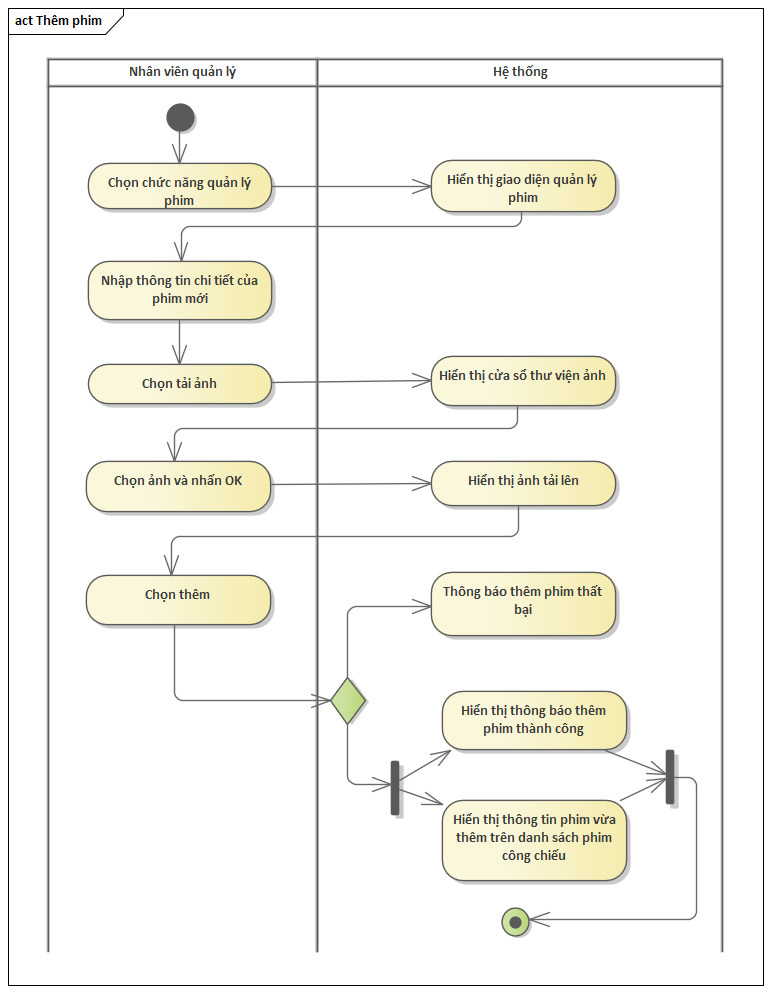 act Thêm phim
Nhân viên quản lý
Hệ thống
Chọn chức năng quản lý
phim
Hiển thị giao diện quản lý
phim
Nhập thông tin chi tiết của
phim mới
Chọn tải ảnh
Hiển thị cửa sổ thư viện ảnh
Chọn ảnh và nhấn OK
Hiển thị ảnh tải lên
Chọn thêm
Thông báo thêm phim thất
bại
Hiển thị thông báo thêm
phim thành công
Hiển thị thông tin phim vừa
thêm trên danh sách phim
công chiếu